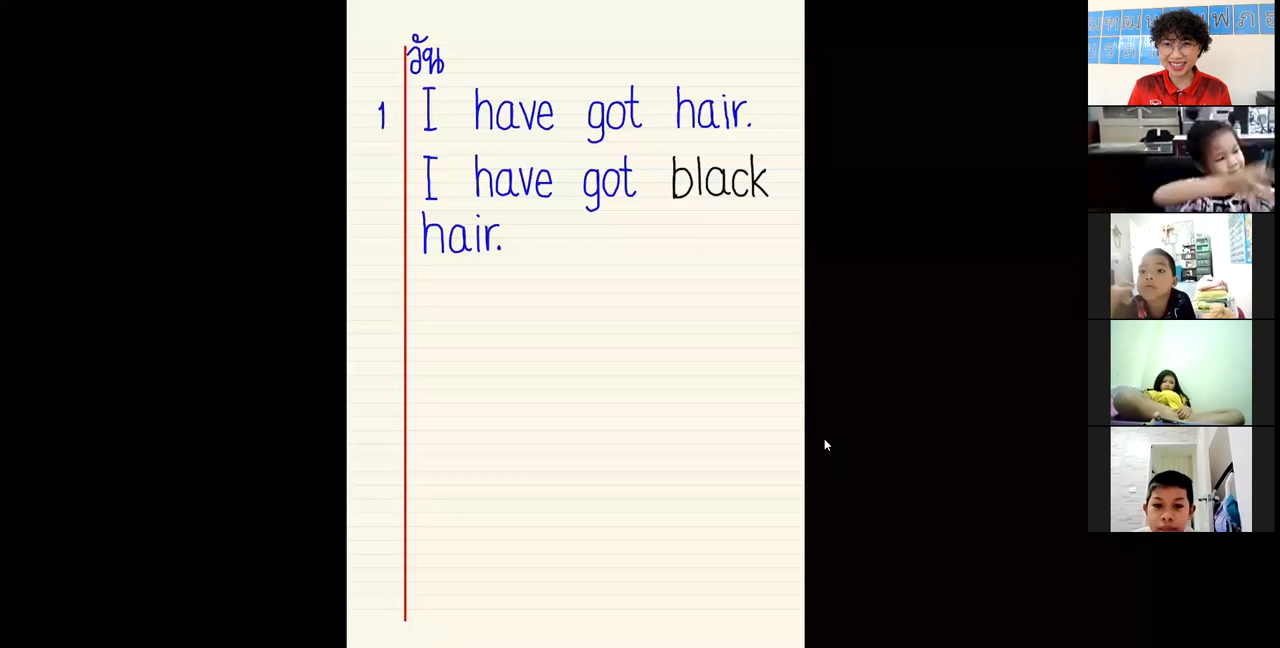 วัน
1 I have got hair.
I have got black
hair.